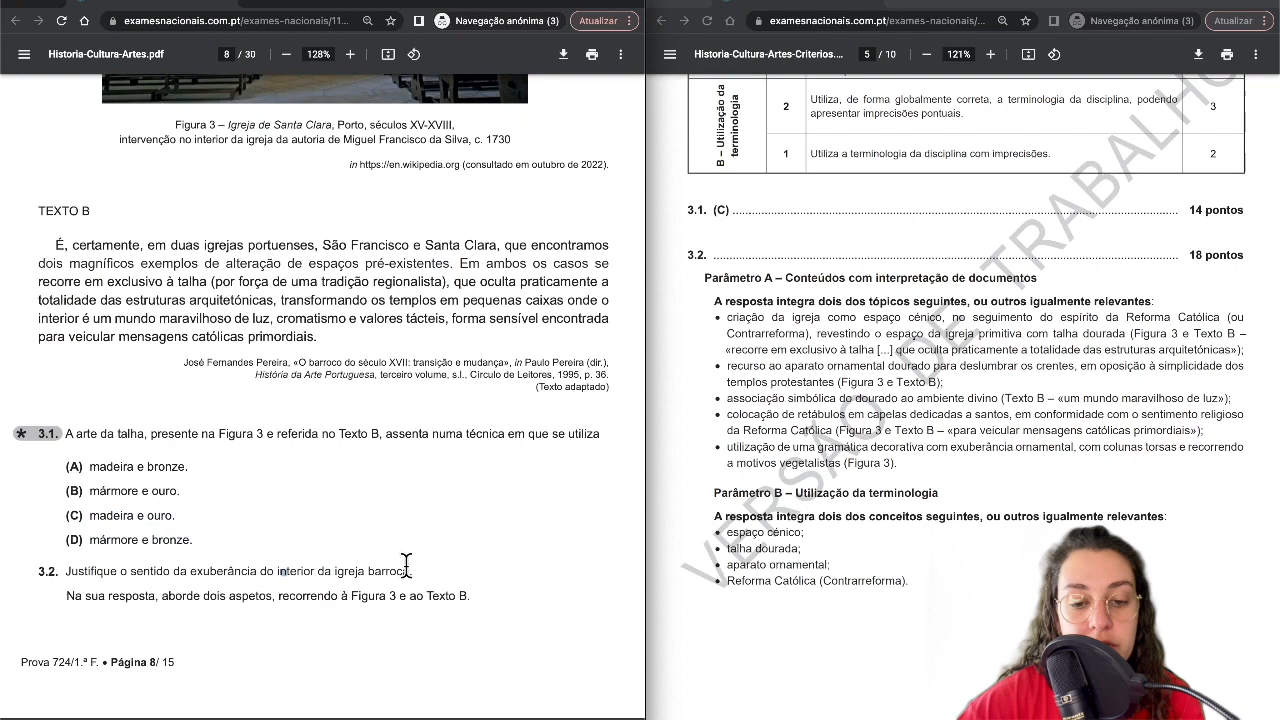 examesnacionais.com.pt/exames-nacionais/11...
Navegação anónima (3)
Atualizar
Historia-Cultura-Artes.pdf
8 / 30
128%
Figura 3 – Igreja de Santa Clara, Porto, séculos XV-XVIII,
intervenção no interior da igreja da autoria de Miguel Francisco da Silva, c. 1730
in https://en.wikipedia.org (consultado em outubro de 2022).
TEXTO B
É, certamente, em duas igrejas portuenses, São Francisco e Santa Clara, que encontramos
dois magníficos exemplos de alteração de espaços pré-existentes. Em ambos os casos se
recorre em exclusivo à talha (por força de uma tradição regionalista), que oculta praticamente a
totalidade das estruturas arquitetónicas, transformando os templos em pequenas caixas onde o
interior é um mundo maravilhoso de luz, cromatismo e valores tácteis, forma sensível encontrada
para veicular mensagens católicas primordiais.
José Fernandes Pereira, «O barroco do século XVII: transição e mudança», in Paulo Pereira (dir.),
História da Arte Portuguesa, terceiro volume, s.l., Círculo de Leitores, 1995, p. 36.
(Texto adaptado)
* 3.1. A arte da talha, presente na Figura 3 e referida no Texto B, assenta numa técnica em que se utiliza
(A) madeira e bronze.
(B) mármore e ouro.
(C) madeira e ouro.
(D) mármore e bronze.
3.2. Justifique o sentido da exuberância do interior da igreja barroca.
Na sua resposta, aborde dois aspetos, recorrendo à Figura 3 e ao Texto B.
Prova 724/1.ª F. • Página 8/ 15
examesnacionais.com.pt/exames-nacionais/...
Navegação anónima (3)
Atualizar
Historia-Cultura-Artes-Criterios....
5 / 10
121%
B – Utilização da
terminologia
2
Utiliza, de forma globalmente correta, a terminologia da disciplina, podendo
apresentar imprecisões pontuais.
3
1
Utiliza a terminologia da disciplina com imprecisões.
2
3.1. (C) ........ 14 pontos
3.2. ........ 18 pontos
Parâmetro A – Conteúdos com interpretação de documentos
A resposta integra dois dos tópicos seguintes, ou outros igualmente relevantes:
• criação da igreja como espaço cénico, no seguimento do espírito da Reforma Católica (ou
Contrarreforma), revestindo o espaço da igreja primitiva com talha dourada (Figura 3 e Texto B –
«recorre em exclusivo à talha [...] que oculta praticamente a totalidade das estruturas arquitetónicas»);
• recurso ao aparato ornamental dourado para deslumbrar os crentes, em oposição à simplicidade dos
templos protestantes (Figura 3 e Texto B);
• associação simbólica do dourado ao ambiente divino (Texto B – «um mundo maravilhoso de luz»);
• colocação de retábulos em capelas dedicadas a santos, em conformidade com o sentimento religioso
da Reforma Católica (Figura 3 e Texto B – «para veicular mensagens católicas primordiais»);
• utilização de uma gramática decorativa com exuberância ornamental, com colunas torsas e recorrendo
a motivos vegetalistas (Figura 3).
Parâmetro B – Utilização da terminologia
A resposta integra dois dos conceitos seguintes, ou outros igualmente relevantes:
• espaço cénico;
• talha dourada;
• aparato ornamental;
• Reforma Católica (Contrarreforma).
VERSÃO DE TRABALHO